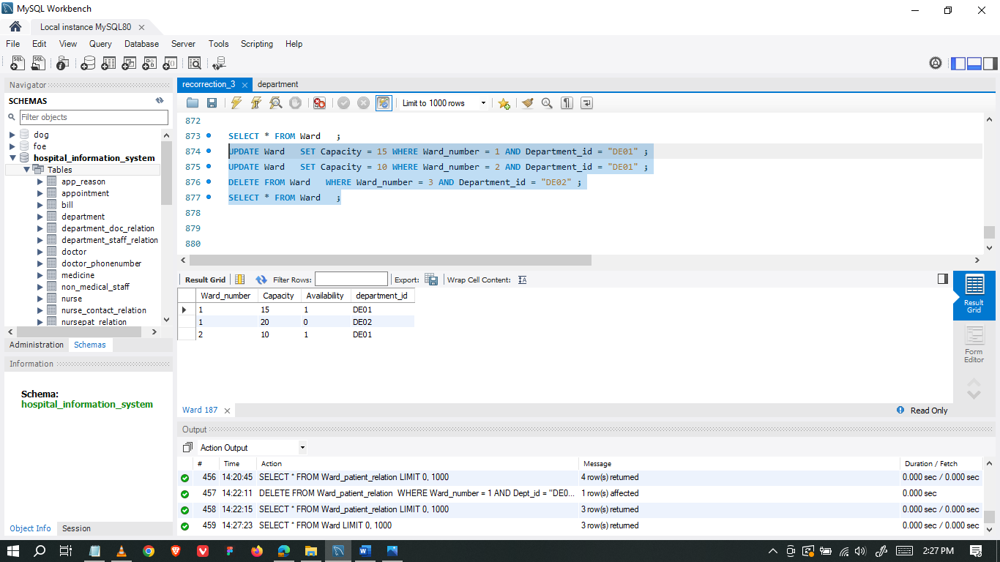 MySQL Workbench
Local instance MySQL80
File Edit View Query Database Server Tools Scripting Help
Navigator
SCHEMAS
Filter objects
dog
foe
hospital_information_system
Tables
app_reason
appointment
bill
department
department_doc_relation
department_staff_relation
doctor
doctor_phonenumber
medicine
non_medical_staff
nurse
nurse_contact_relation
nursepat_relation
Administration Schemas
Information
Schema:
hospital_information_system
Object Info Session
recorrection_3 department
Limit to 1000 rows
872
873 SELECT * FROM Ward ;
874 UPDATE Ward SET Capacity = 15 WHERE Ward_number = 1 AND Department_id = "DE01" ;
875 UPDATE Ward SET Capacity = 10 WHERE Ward_number = 2 AND Department_id = "DE01" ;
876 DELETE FROM Ward WHERE Ward_number = 3 AND Department_id = "DE02" ;
877 SELECT * FROM Ward ;
878
879
880
Result Grid Filter Rows: Export: Wrap Cell Content:
Ward_number Capacity Availability department_id
1 15 1 DE01
1 20 0 DE02
2 10 1 DE01
Result
Grid
Form
Editor
Ward 187
Read Only
Output
Action Output
# Time Action Message Duration / Fetch
456 14:20:45 SELECT * FROM Ward_patient_relation LIMIT 0, 1000 4 row(s) returned 0.000 sec / 0.000 sec
457 14:22:11 DELETE FROM Ward_patient_relation WHERE Ward_number = 1 AND Dept_id = "DE0... 1 row(s) affected 0.000 sec
458 14:22:15 SELECT * FROM Ward_patient_relation LIMIT 0, 1000 3 row(s) returned 0.000 sec / 0.000 sec
459 14:27:23 SELECT * FROM Ward LIMIT 0, 1000 3 row(s) returned 0.000 sec / 0.000 sec
2:27 PM